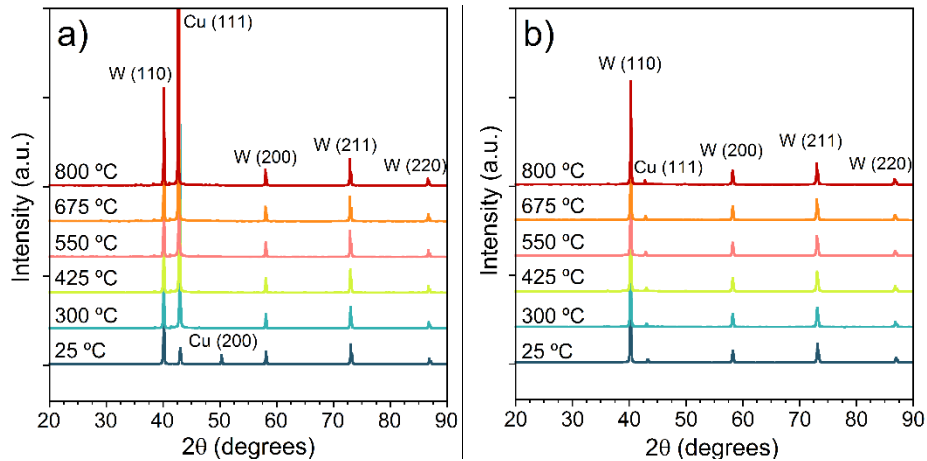 a)
Cu (111)
W (110)
W (200)
W (211)
W (220)
800 ºC
675 ºC
550 ºC
425 ºC
300 ºC
25 ºC
Cu (200)
Intensity (a.u.)
20 30 40 50 60 70 80 90
2θ (degrees)
b)
W (110)
Cu (111)
W (200)
W (211)
W (220)
800 ºC
675 ºC
550 ºC
425 ºC
300 ºC
25 ºC
Intensity (a.u.)
20 30 40 50 60 70 80 90
2θ (degrees)